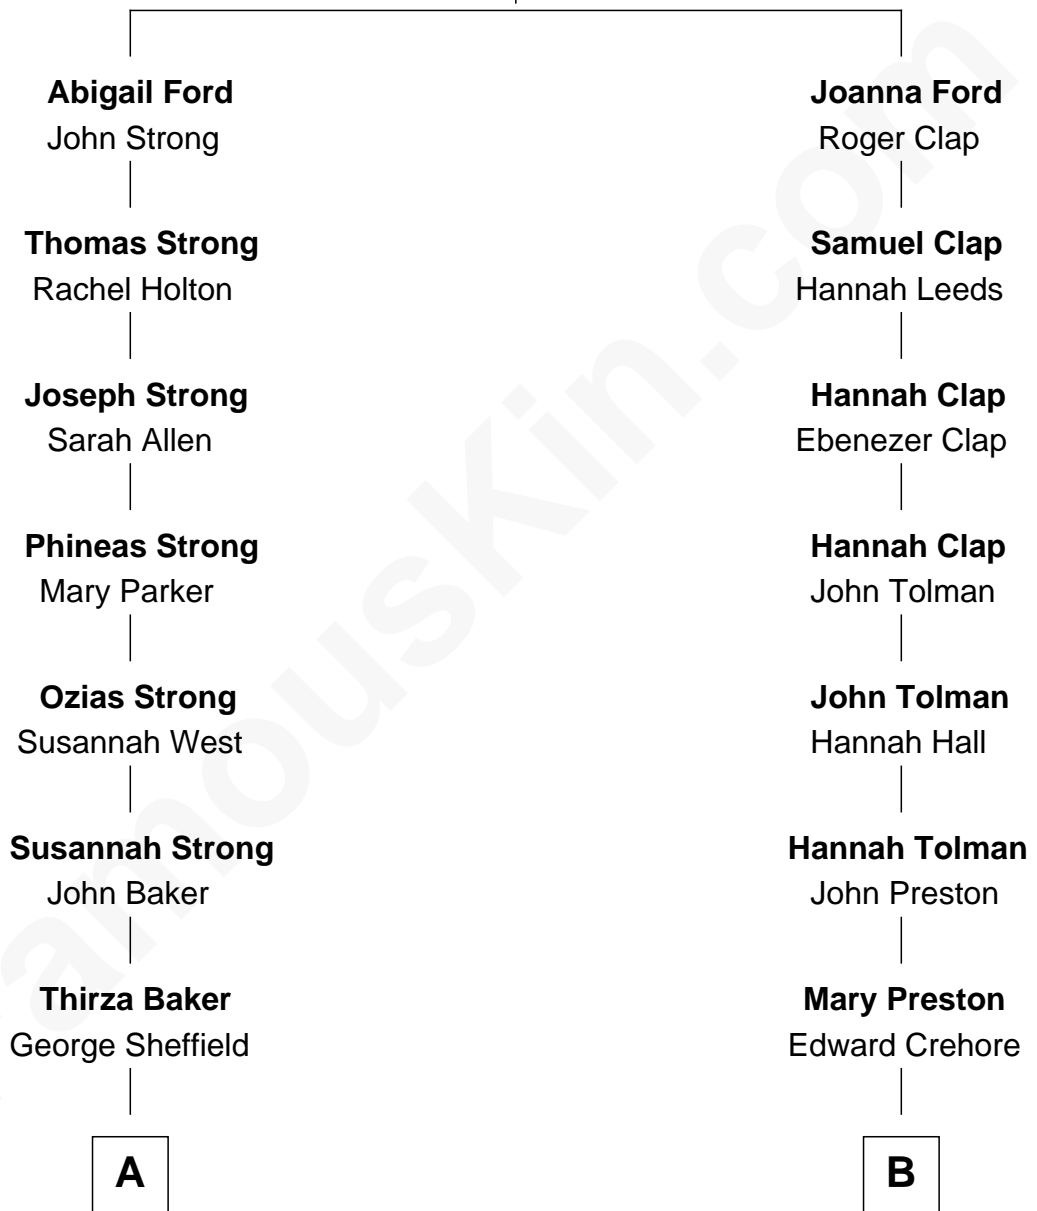 Abigail Ford
John Strong
Thomas Strong
Rachel Holton
Joseph Strong
Sarah Allen
Phineas Strong
Mary Parker
Ozias Strong
Susannah West
Susannah Strong
John Baker
Thirza Baker
George Sheffield
A
Joanna Ford
Roger Clap
Samuel Clap
Hannah Leeds
Hannah Clap
Ebenezer Clap
Hannah Clap
John Tolman
John Tolman
Hannah Hall
Hannah Tolman
John Preston
Mary Preston
Edward Crehore
B
amousKin.com